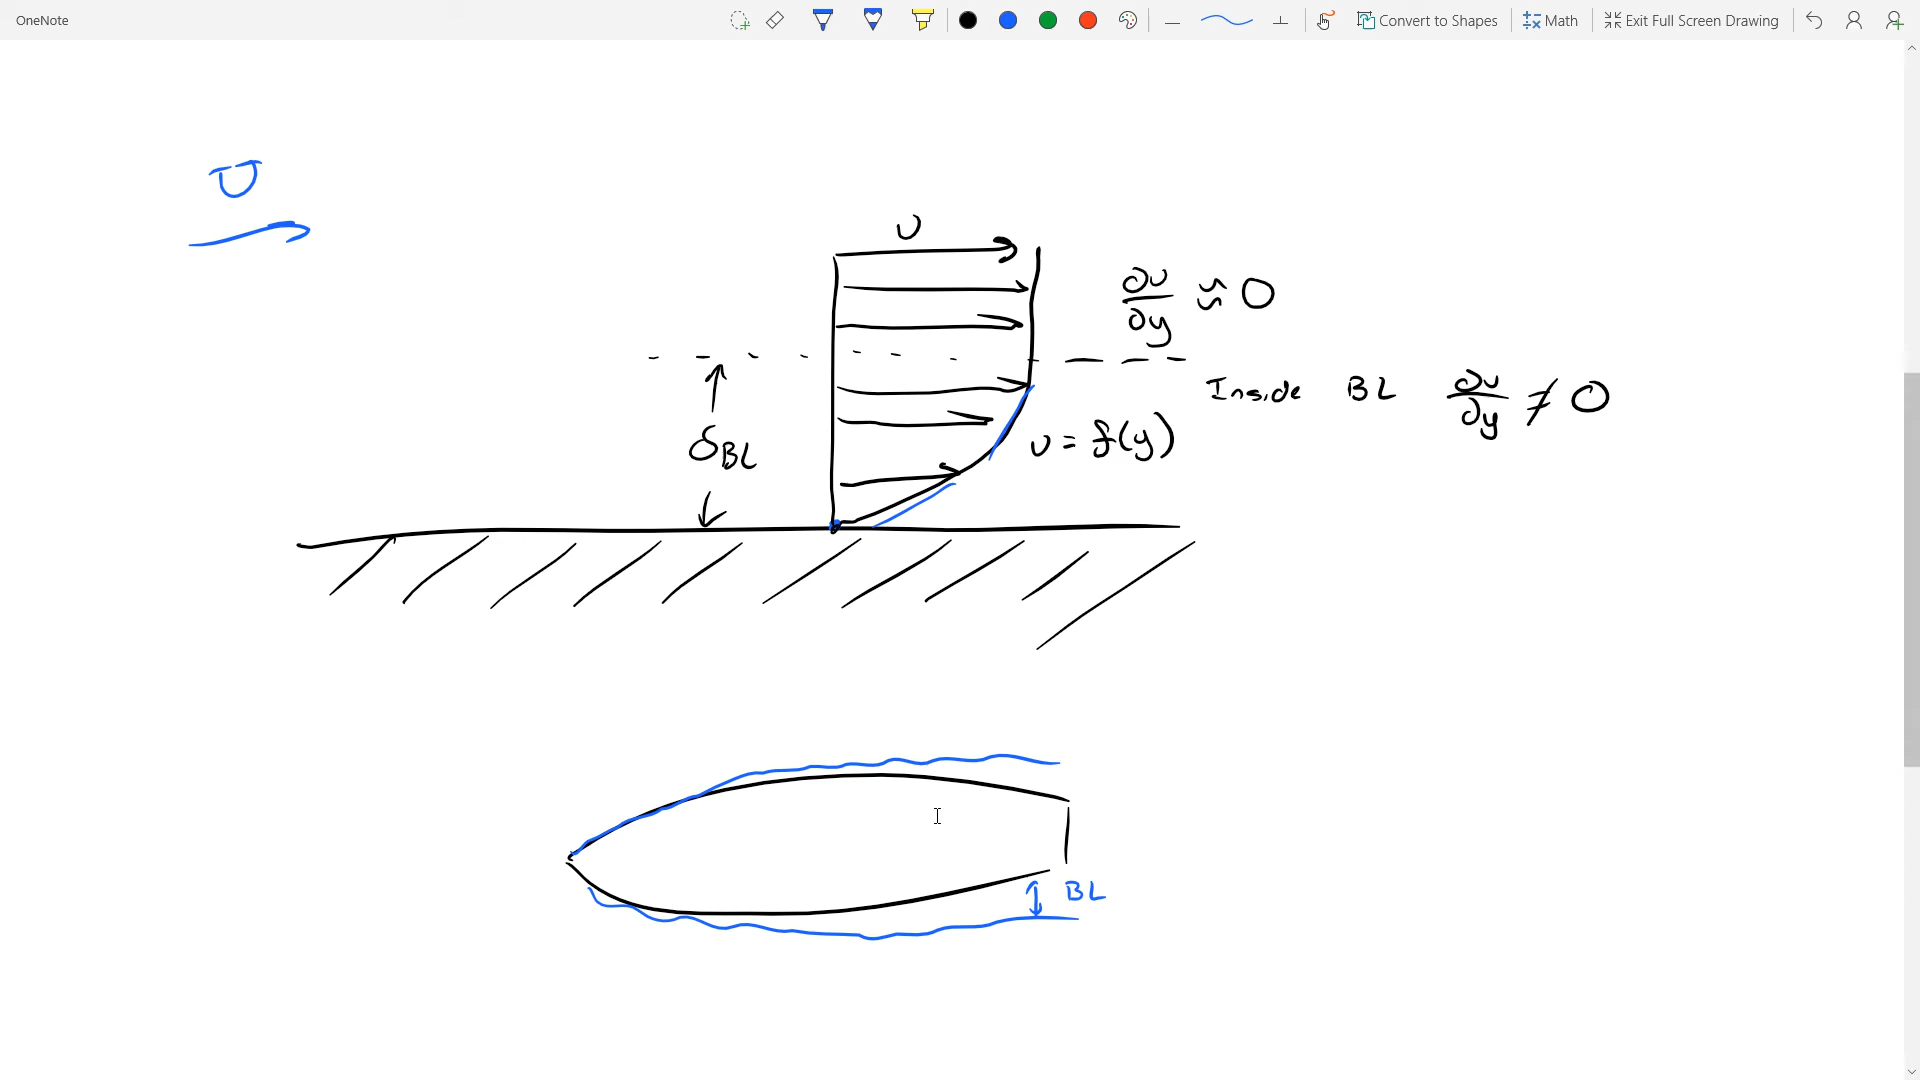 OneNote
Convert to Shapes
Math
Exit Full Screen Drawing
U
U
∂u/∂y ≈ 0
Inside BL ∂u/∂y ≠ 0
δBL
u = f(y)
BL